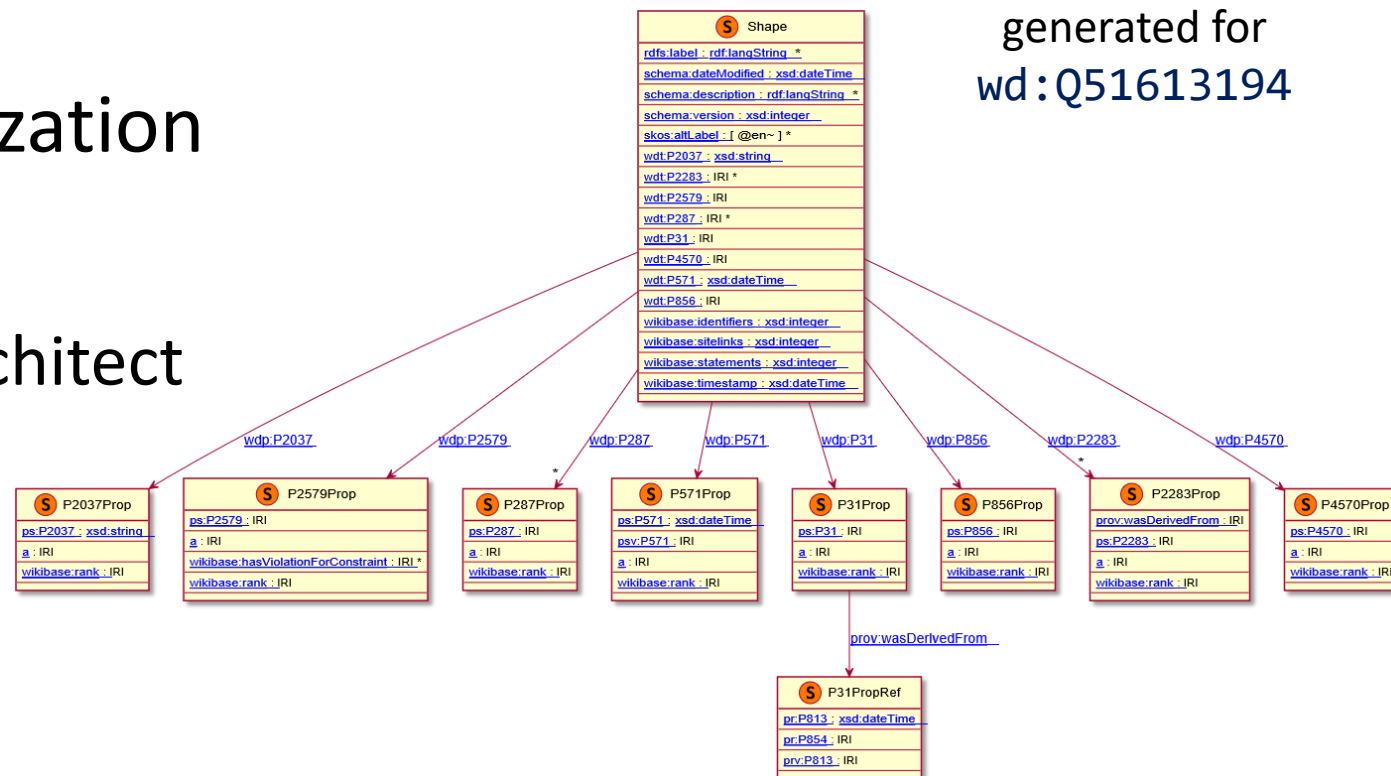 zation
chitect
generated for
wd:Q51613194
S Shape
rdfs:label : rdf:langString *
schema:dateModified : xsd:dateTime
schema:description : rdf:langString *
schema:version : xsd:integer
skos:altLabel : [ @en~ ] *
wdt:P2037 : xsd:string
wdt:P2283 : IRI *
wdt:P2579 : IRI
wdt:P287 : IRI *
wdt:P31 : IRI
wdt:P4570 : IRI
wdt:P571 : xsd:dateTime
wdt:P856 : IRI
wikibase:identifiers : xsd:integer
wikibase:sitelinks : xsd:integer
wikibase:statements : xsd:integer
wikibase:timestamp : xsd:dateTime
wdp:P2037
wdp:P2579
wdp:P287
wdp:P571
wdp:P31
wdp:P856
wdp:P2283
wdp:P4570
*
*
S P2037Prop
ps:P2037 : xsd:string
a : IRI
wikibase:rank : IRI
S P2579Prop
ps:P2579 : IRI
a : IRI
wikibase:hasViolationForConstraint : IRI *
wikibase:rank : IRI
S P287Prop
ps:P287 : IRI
a : IRI
wikibase:rank : IRI
S P571Prop
ps:P571 : xsd:dateTime
psv:P571 : IRI
a : IRI
wikibase:rank : IRI
S P31Prop
ps:P31 : IRI
a : IRI
wikibase:rank : IRI
S P856Prop
ps:P856 : IRI
a : IRI
wikibase:rank : IRI
S P2283Prop
prov:wasDerivedFrom : IRI
ps:P2283 : IRI
a : IRI
wikibase:rank : IRI
S P4570Prop
ps:P4570 : IRI
a : IRI
wikibase:rank : IRI
prov:wasDerivedFrom
S P31PropRef
pr:P813 : xsd:dateTime
pr:P854 : IRI
prv:P813 : IRI